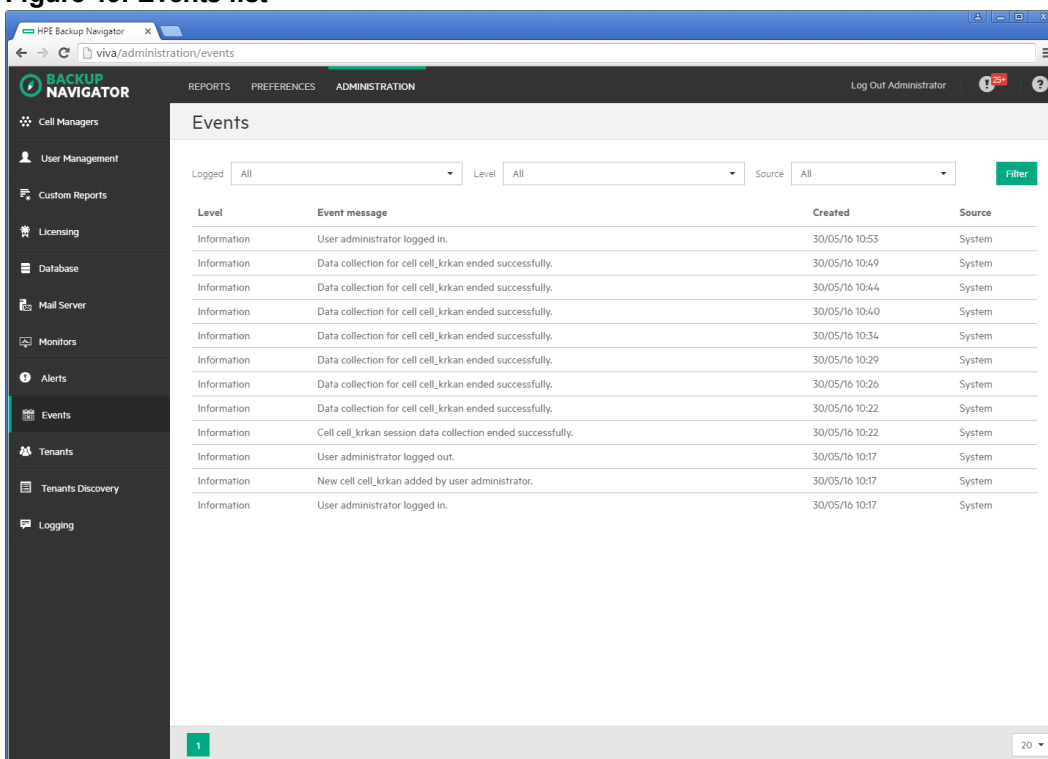 HPE Backup Navigator
viva/administration/events
BACKUP
NAVIGATOR
REPORTS PREFERENCES ADMINISTRATION
Log Out Administrator
25+
?
Cell Managers
User Management
Custom Reports
Licensing
Database
Mail Server
Monitors
Alerts
Events
Tenants
Tenants Discovery
Logging
Events
Logged All Level All Source All Filter
Level Event message Created Source
Information User administrator logged in. 30/05/16 10:53 System
Information Data collection for cell cell_krkan ended successfully. 30/05/16 10:49 System
Information Data collection for cell cell_krkan ended successfully. 30/05/16 10:44 System
Information Data collection for cell cell_krkan ended successfully. 30/05/16 10:40 System
Information Data collection for cell cell_krkan ended successfully. 30/05/16 10:34 System
Information Data collection for cell cell_krkan ended successfully. 30/05/16 10:29 System
Information Data collection for cell cell_krkan ended successfully. 30/05/16 10:26 System
Information Data collection for cell cell_krkan ended successfully. 30/05/16 10:22 System
Information Cell cell_krkan session data collection ended successfully. 30/05/16 10:22 System
Information User administrator logged out. 30/05/16 10:17 System
Information New cell cell_krkan added by user administrator. 30/05/16 10:17 System
Information User administrator logged in. 30/05/16 10:17 System
1
20